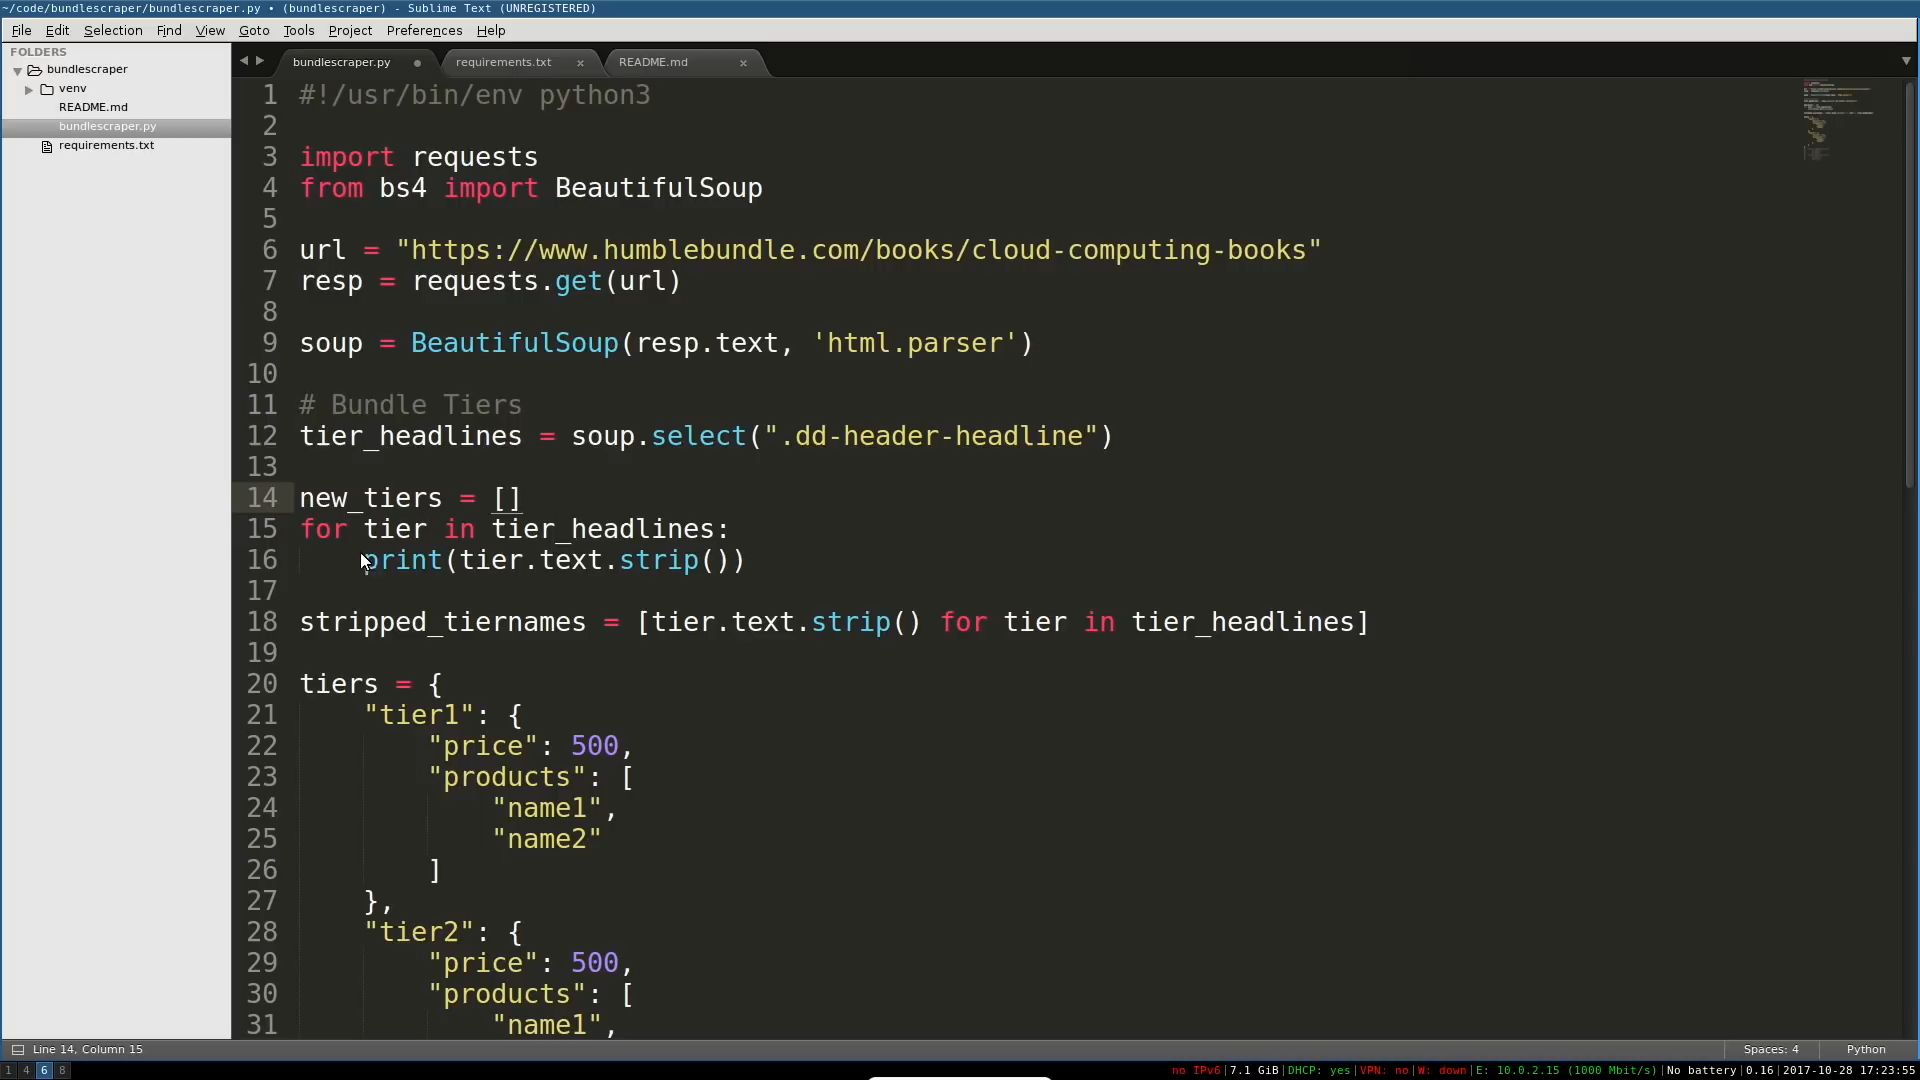 ~/code/bundlescraper/bundlescraper.py • (bundlescraper) - Sublime Text (UNREGISTERED)
File Edit Selection Find View Goto Tools Project Preferences Help
FOLDERS
bundlescraper
venv
README.md
bundlescraper.py
requirements.txt
bundlescraper.py requirements.txt × README.md ×
1 #!/usr/bin/env python3
2
3 import requests
4 from bs4 import BeautifulSoup
5
6 url = "https://www.humblebundle.com/books/cloud-computing-books"
7 resp = requests.get(url)
8
9 soup = BeautifulSoup(resp.text, 'html.parser')
10
11 # Bundle Tiers
12 tier_headlines = soup.select(".dd-header-headline")
13
14 new_tiers = []
15 for tier in tier_headlines:
16     print(tier.text.strip())
17
18 stripped_tiernames = [tier.text.strip() for tier in tier_headlines]
19
20 tiers = {
21     "tier1": {
22         "price": 500,
23         "products": [
24             "name1",
25             "name2"
26         ]
27     },
28     "tier2": {
29         "price": 500,
30         "products": [
31             "name1",
Line 14, Column 15 Spaces: 4 Python
1 4 6 8 no IPv6|7.1 GiB|DHCP: yes|VPN: no|W: down|E: 10.0.2.15 (1000 Mbit/s)|No battery|0.16|2017-10-28 17:23:55